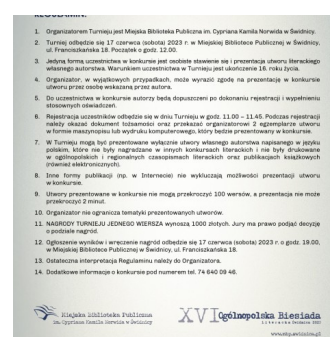 REGULAMIN:
1. Organizatorem Turnieju jest Miejska Biblioteka Publiczna im. Cypriana Kamila Norwida w Świdnicy.
2. Turniej odbędzie się 17 czerwca (sobota) 2023 r. w Miejskiej Bibliotece Publicznej w Świdnicy,
ul. Franciszkańska 18. Początek o godz. 12.00.
3. Jedyną formą uczestnictwa w konkursie jest osobiste stawienie się i prezentacja utworu literackiego
własnego autorstwa. Warunkiem uczestnictwa w Turnieju jest ukończenie 16. roku życia.
4. Organizator, w wyjątkowych przypadkach, może wyrazić zgodę na prezentację w konkursie
utworu przez osobę wskazaną przez autora.
5. Do uczestnictwa w konkursie autorzy będą dopuszczeni po dokonaniu rejestracji i wypełnieniu
stosownych oświadczeń.
6. Rejestracja uczestników odbędzie się w dniu Turnieju w godz. 11.00 – 11.45. Podczas rejestracji
należy okazać dokument tożsamości oraz przekazać organizatorowi 2 egzemplarze utworu
w formie maszynopisu lub wydruku komputerowego, który będzie prezentowany w konkursie.
7. W Turnieju mogą być prezentowane wyłącznie utwory własnego autorstwa napisanego w języku
polskim, które nie były nagradzane w innych konkursach literackich i nie były drukowane
w ogólnopolskich i regionalnych czasopismach literackich oraz publikacjach książkowych
(również elektronicznych).
8. Inne formy publikacji (np. w Internecie) nie wykluczają możliwości prezentacji utworu
w konkursie.
9. Utwory prezentowane w konkursie nie mogą przekroczyć 100 wersów, a prezentacja nie może
przekroczyć 2 minut.
10. Organizator nie ogranicza tematyki prezentowanych utworów.
11. NAGRODY TURNIEJU JEDNEGO WIERSZA wynoszą 1000 złotych. Jury ma prawo podjąć decyzję
o podziale nagród.
12. Ogłoszenie wyników i wręczenie nagród odbędzie się 17 czerwca (sobota) 2023 r. o godz. 19.00,
w Miejskiej Bibliotece Publicznej w Świdnicy, ul. Franciszkańska 18.
13. Ostateczna interpretacja Regulaminu należy do Organizatora.
14. Dodatkowe informacje o konkursie pod numerem tel. 74 640 09 46.
Miejska Biblioteka Publiczna
im. Cypriana Kamila Norwida w Świdnicy
XVI Ogólnopolska Biesiada
Literacka Świdnica 2023
www.mbp.swidnica.pl